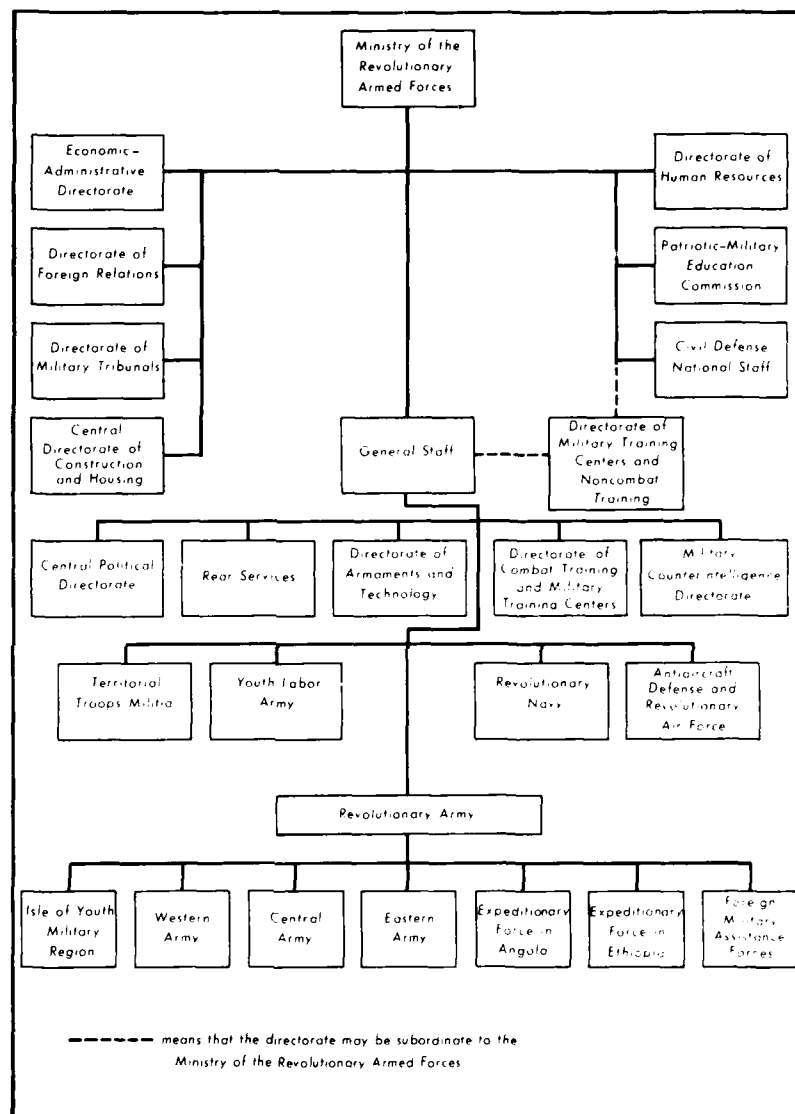 Ministry of the
Revolutionary
Armed Forces
Economic-
Administrative
Directorate
Directorate of
Human Resources
Directorate of
Foreign Relations
Patriotic-Military
Education
Commission
Directorate of
Military Tribunals
Civil Defense
National Staff
Central
Directorate of
Construction
and Housing
General Staff
Directorate of
Military Training
Centers and
Noncombat
Training
Central Political
Directorate
Rear Services
Directorate of
Armaments and
Technology
Directorate of
Combat Training
and Military
Training Centers
Military
Counterintelligence
Directorate
Territorial
Troops Militia
Youth Labor
Army
Revolutionary
Navy
Antiaircraft
Defense and
Revolutionary
Air Force
Revolutionary Army
Isle of Youth
Military
Region
Western
Army
Central
Army
Eastern
Army
Expeditionary
Force in
Angola
Expeditionary
Force in
Ethiopia
Foreign
Military
Assistance
Forces
means that the directorate may be subordinate to the
Ministry of the Revolutionary Armed Forces